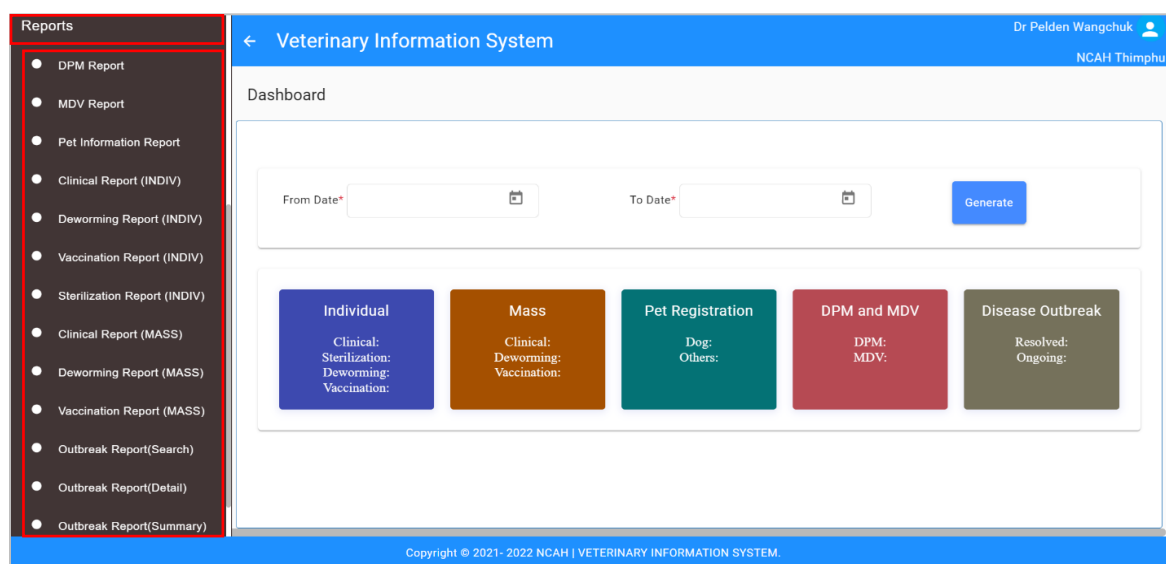 Reports
DPM Report
MDV Report
Pet Information Report
Clinical Report (INDIV)
Deworming Report (INDIV)
Vaccination Report (INDIV)
Sterilization Report (INDIV)
Clinical Report (MASS)
Deworming Report (MASS)
Vaccination Report (MASS)
Outbreak Report(Search)
Outbreak Report(Detail)
Outbreak Report(Summary)
Veterinary Information System
Dr Pelden Wangchuk
NCAH Thimphu
Dashboard
From Date*
To Date*
Generate
Individual
Clinical:
Sterilization:
Deworming:
Vaccination:
Mass
Clinical:
Deworming:
Vaccination:
Pet Registration
Dog:
Others:
DPM and MDV
DPM:
MDV:
Disease Outbreak
Resolved:
Ongoing:
Copyright © 2021- 2022 NCAH | VETERINARY INFORMATION SYSTEM.